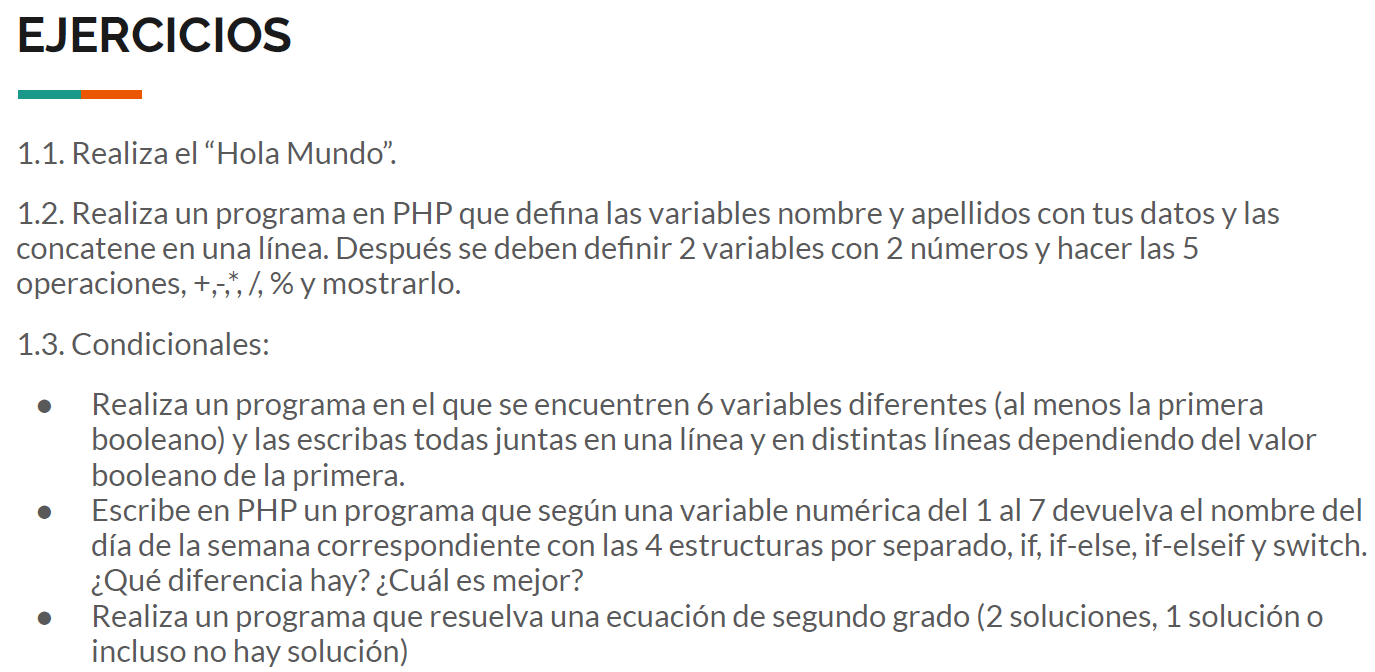 EJERCICIOS
1.1. Realiza el “Hola Mundo”.
1.2. Realiza un programa en PHP que defina las variables nombre y apellidos con tus datos y las
concatene en una línea. Después se deben definir 2 variables con 2 números y hacer las 5
operaciones, +,-,*, /, % y mostrarlo.
1.3. Condicionales:
● Realiza un programa en el que se encuentren 6 variables diferentes (al menos la primera
booleano) y las escribas todas juntas en una línea y en distintas líneas dependiendo del valor
booleano de la primera.
● Escribe en PHP un programa que según una variable numérica del 1 al 7 devuelva el nombre del
día de la semana correspondiente con las 4 estructuras por separado, if, if-else, if-elseif y switch.
¿Qué diferencia hay? ¿Cuál es mejor?
● Realiza un programa que resuelva una ecuación de segundo grado (2 soluciones, 1 solución o
incluso no hay solución)